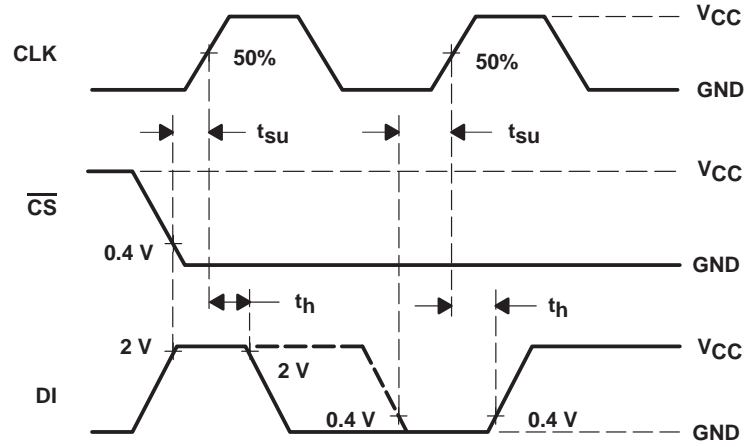 VCC
CLK
50%
50%
GND
tsu
tsu
VCC
CS
0.4 V
GND
th
th
2 V
VCC
2 V
DI
0.4 V
0.4 V
GND